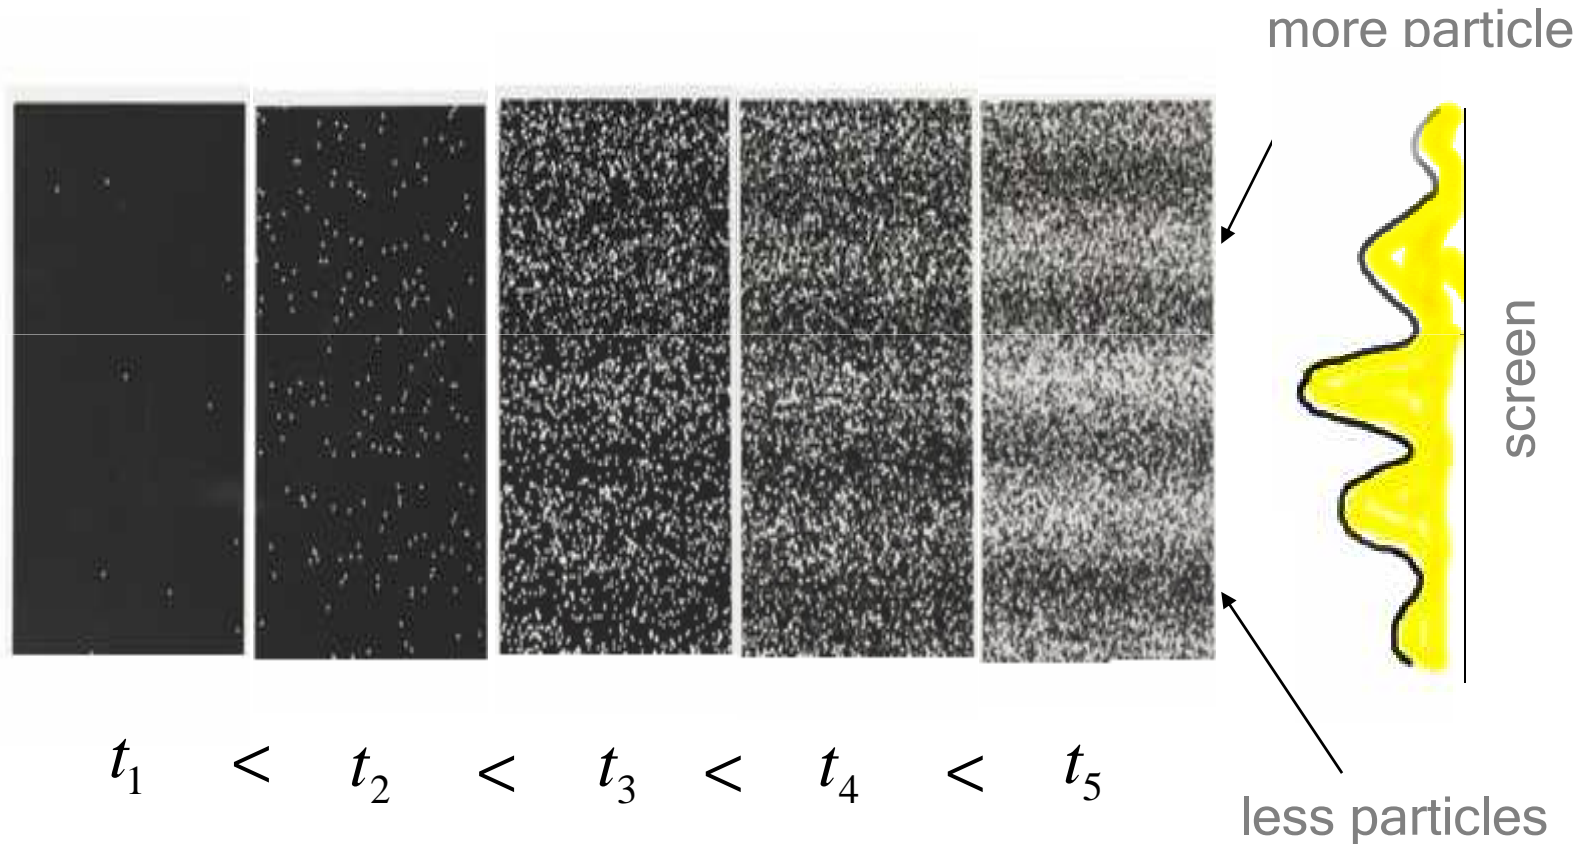 more particle
screen
t₁ < t₂ < t₃ < t₄ < t₅
less particles